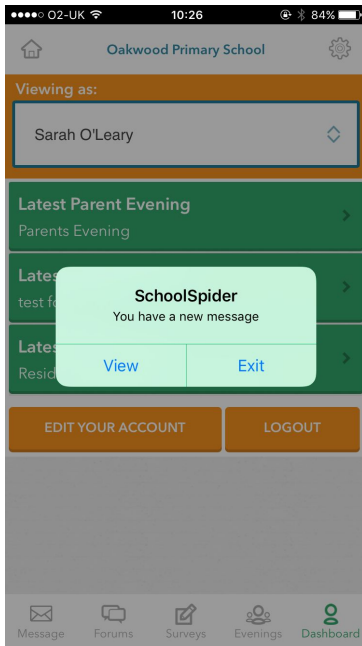 O2-UK 10:26 84%
Oakwood Primary School
Viewing as:
Sarah O'Leary
Latest Parent Evening
Parents Evening
Lates
test fo
SchoolSpider
You have a new message
Lates
Resid
View Exit
EDIT YOUR ACCOUNT LOGOUT
Message Forums Surveys Evenings Dashboard